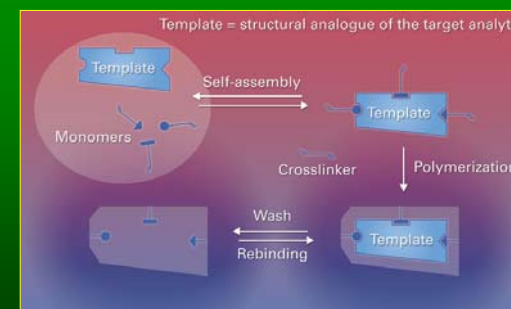 Template = structural analogue of the target analyt
Template
Self-assembly
Template
Monomers
Crosslinker
Polymerization
Wash
Rebinding
Template